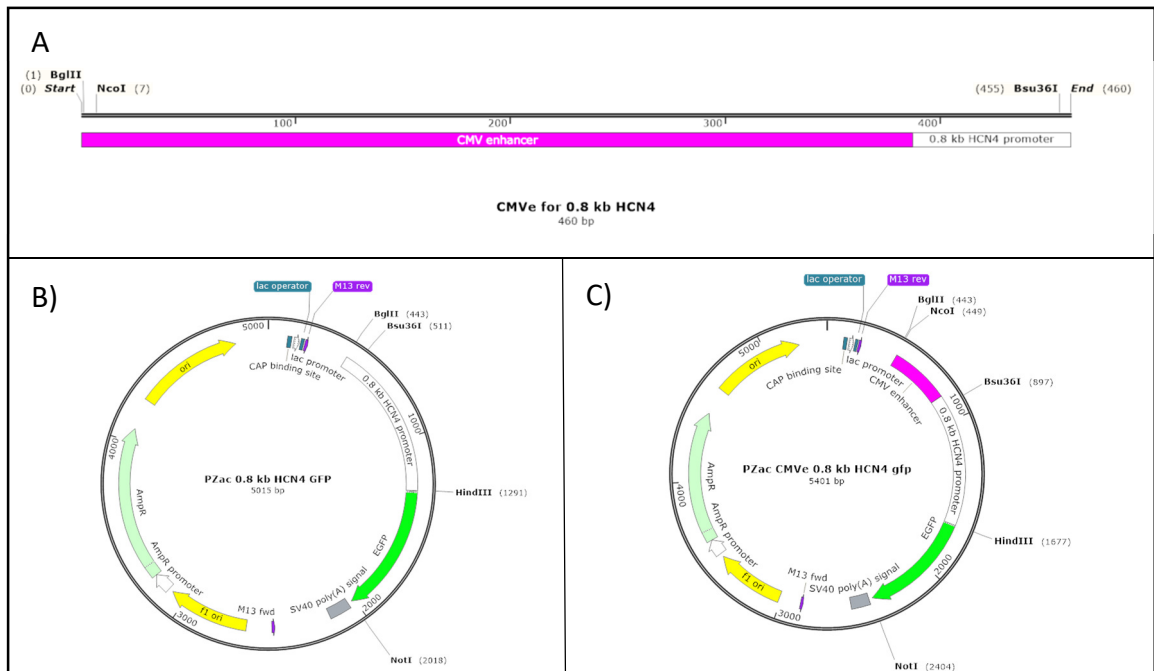 A
(1) BglII
(0) Start
NcoI (7)
(455) Bsu36I End (460)
100
200
300
400
CMV enhancer
0.8 kb HCN4 promoter
CMVe for 0.8 kb HCN4
460 bp
B)
lac operator
M13 rev
BglII (443)
Bsu36I (511)
5000
ori
lac promoter
CAP binding site
0.8 kb HCN4 promoter
1000
4000
PZac 0.8 kb HCN4 GFP
5015 bp
HindIII (1291)
AmpR
EGFP
AmpR promoter
SV40 poly(A) signal
2000
M13 fwd
f1 ori
3000
NotI (2018)
C)
lac operator
M13 rev
BglII (443)
NcoI (449)
5000
ori
lac promoter
CAP binding site
CMV enhancer
Bsu36I (897)
1000
0.8 kb HCN4 promoter
AmpR
PZac CMVe 0.8 kb HCN4 gfp
5401 bp
4000
EGFP
HindIII (1677)
AmpR promoter
2000
M13 fwd
SV40 poly(A) signal
f1 ori
3000
NotI (2404)